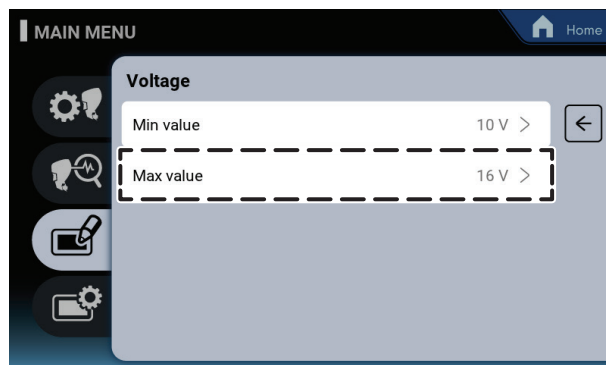 MAIN MENU
Home
Voltage
Min value 10 V >
Max value 16 V >